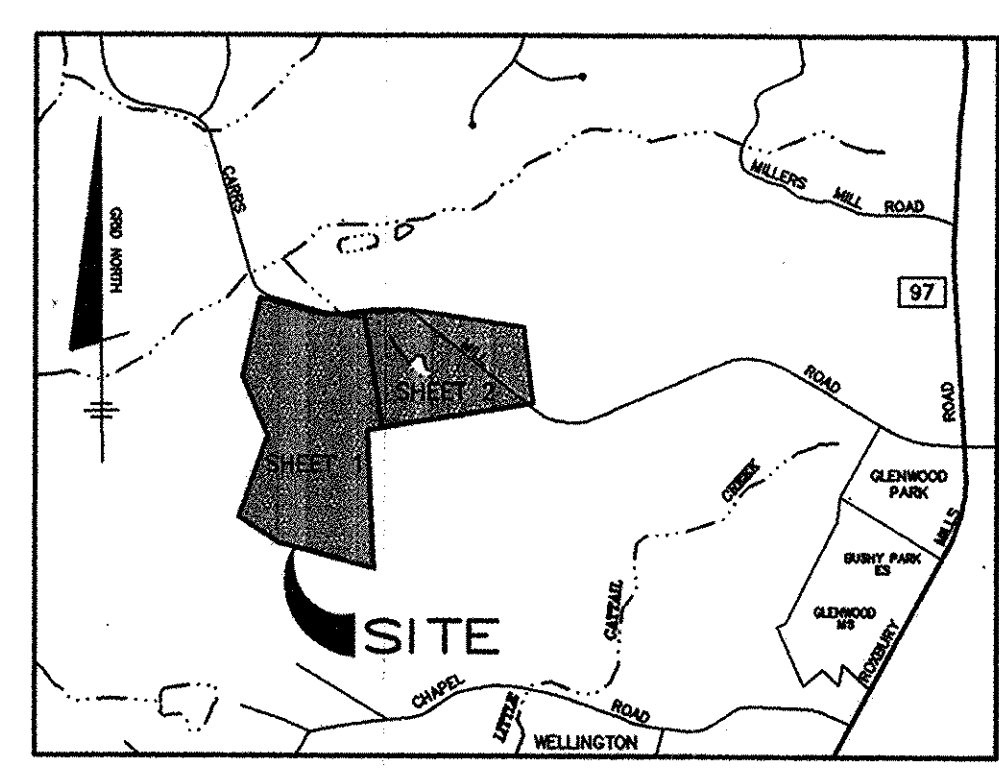 CARRS
MILL
ROAD
GRID NORTH
MILLERS MILL ROAD
97
SHEET 1
SHEET 2
ROXBURY MILLS ROAD
GLENWOOD
PARK
BUSHY PARK
ES
GLENWOOD
MS
LITTLE CATTAIL CREEK
SITE
CHAPEL ROAD
WELLINGTON